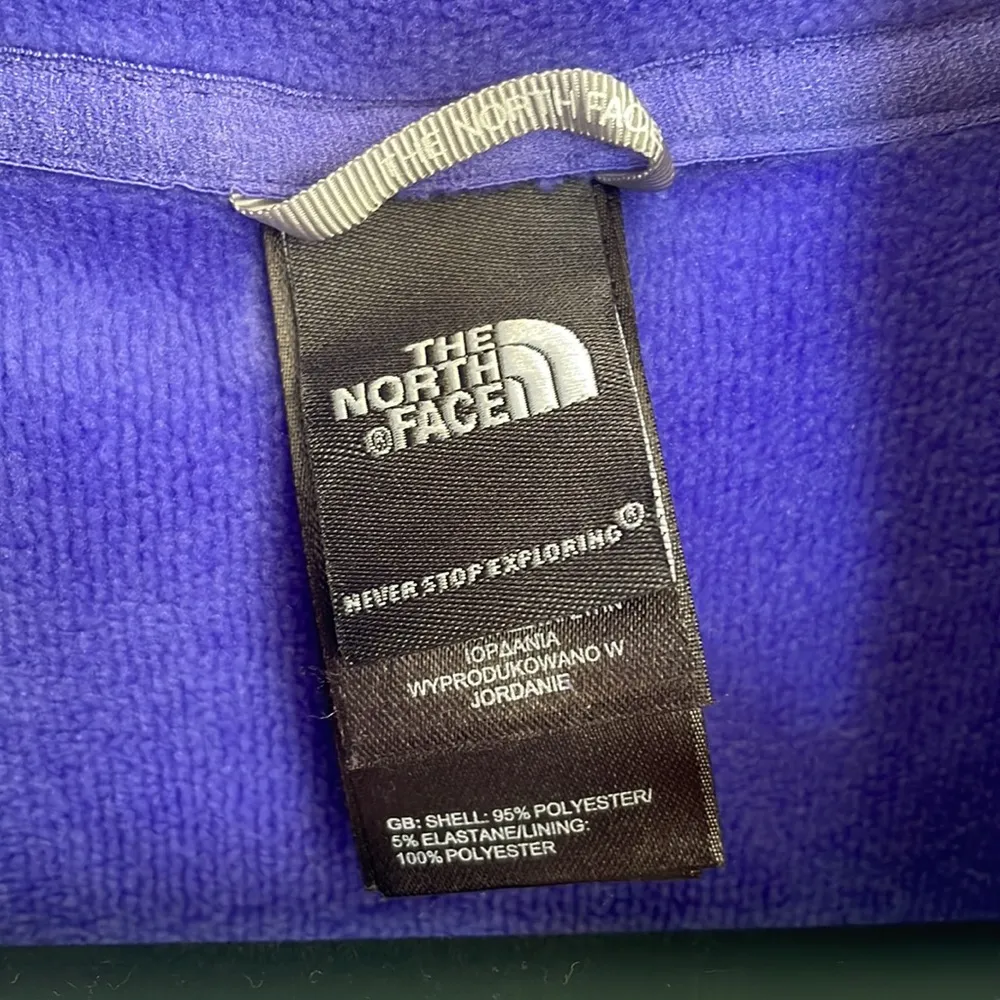 THE NORTH FACE
THE
NORTH
®FACE
NEVER STOP EXPLORING®
ΙΟΡΔΑΝΙΑ
WYPRODUKOWANO W
JORDANIE
GB: SHELL: 95% POLYESTER/
5% ELASTANE/LINING:
100% POLYESTER